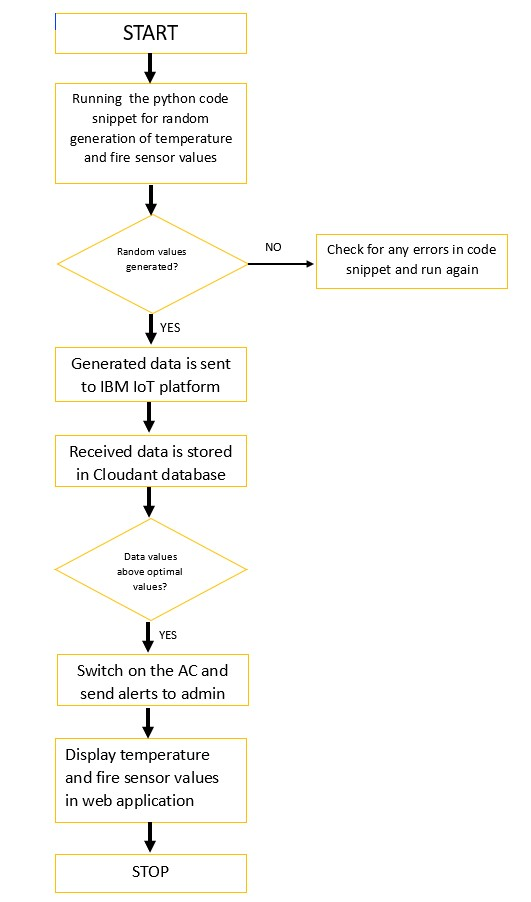 START
Running the python code
snippet for random
generation of temperature
and fire sensor values
Random values
generated?
NO
Check for any errors in code
snippet and run again
YES
Generated data is sent
to IBM IoT platform
Received data is stored
in Cloudant database
Data values
above optimal
values?
YES
Switch on the AC and
send alerts to admin
Display temperature
and fire sensor values
in web application
STOP